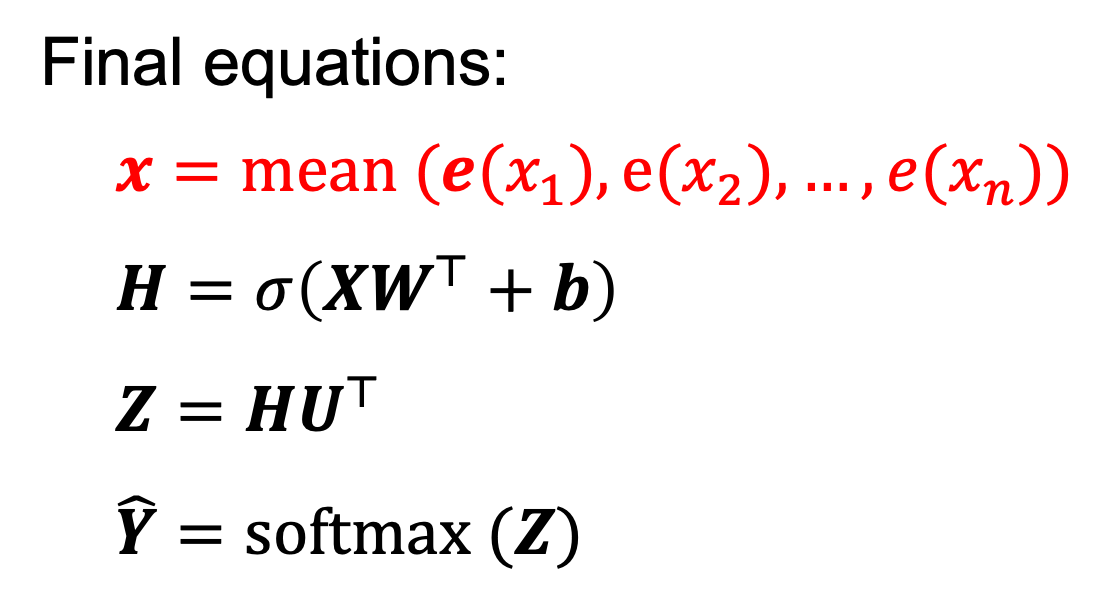 Final equations:
x = mean (e(x₁), e(x₂), … , e(xₙ))
H = σ(XW⊤ + b)
Z = HU⊤
Ŷ = softmax (Z)